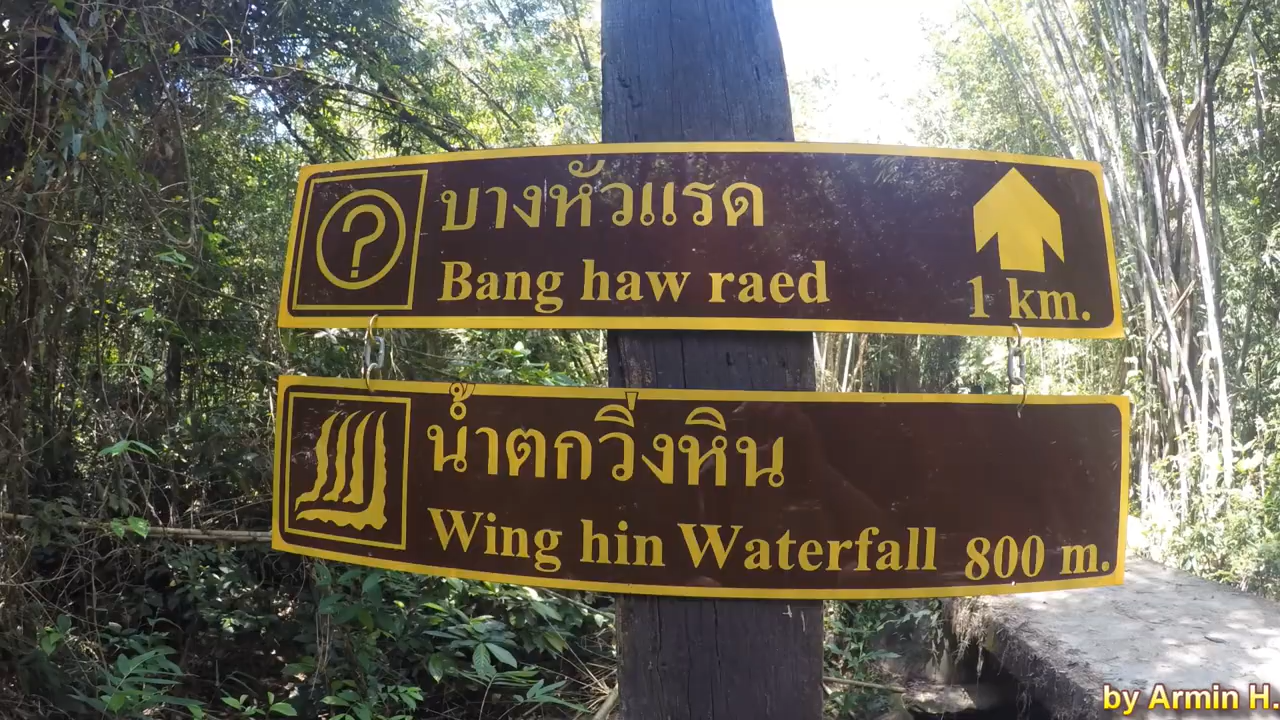 ?
บางหัวแรด
Bang haw raed
1 km.
น้ำตกวิ่งหิน
Wing hin Waterfall 800 m.
by Armin H.